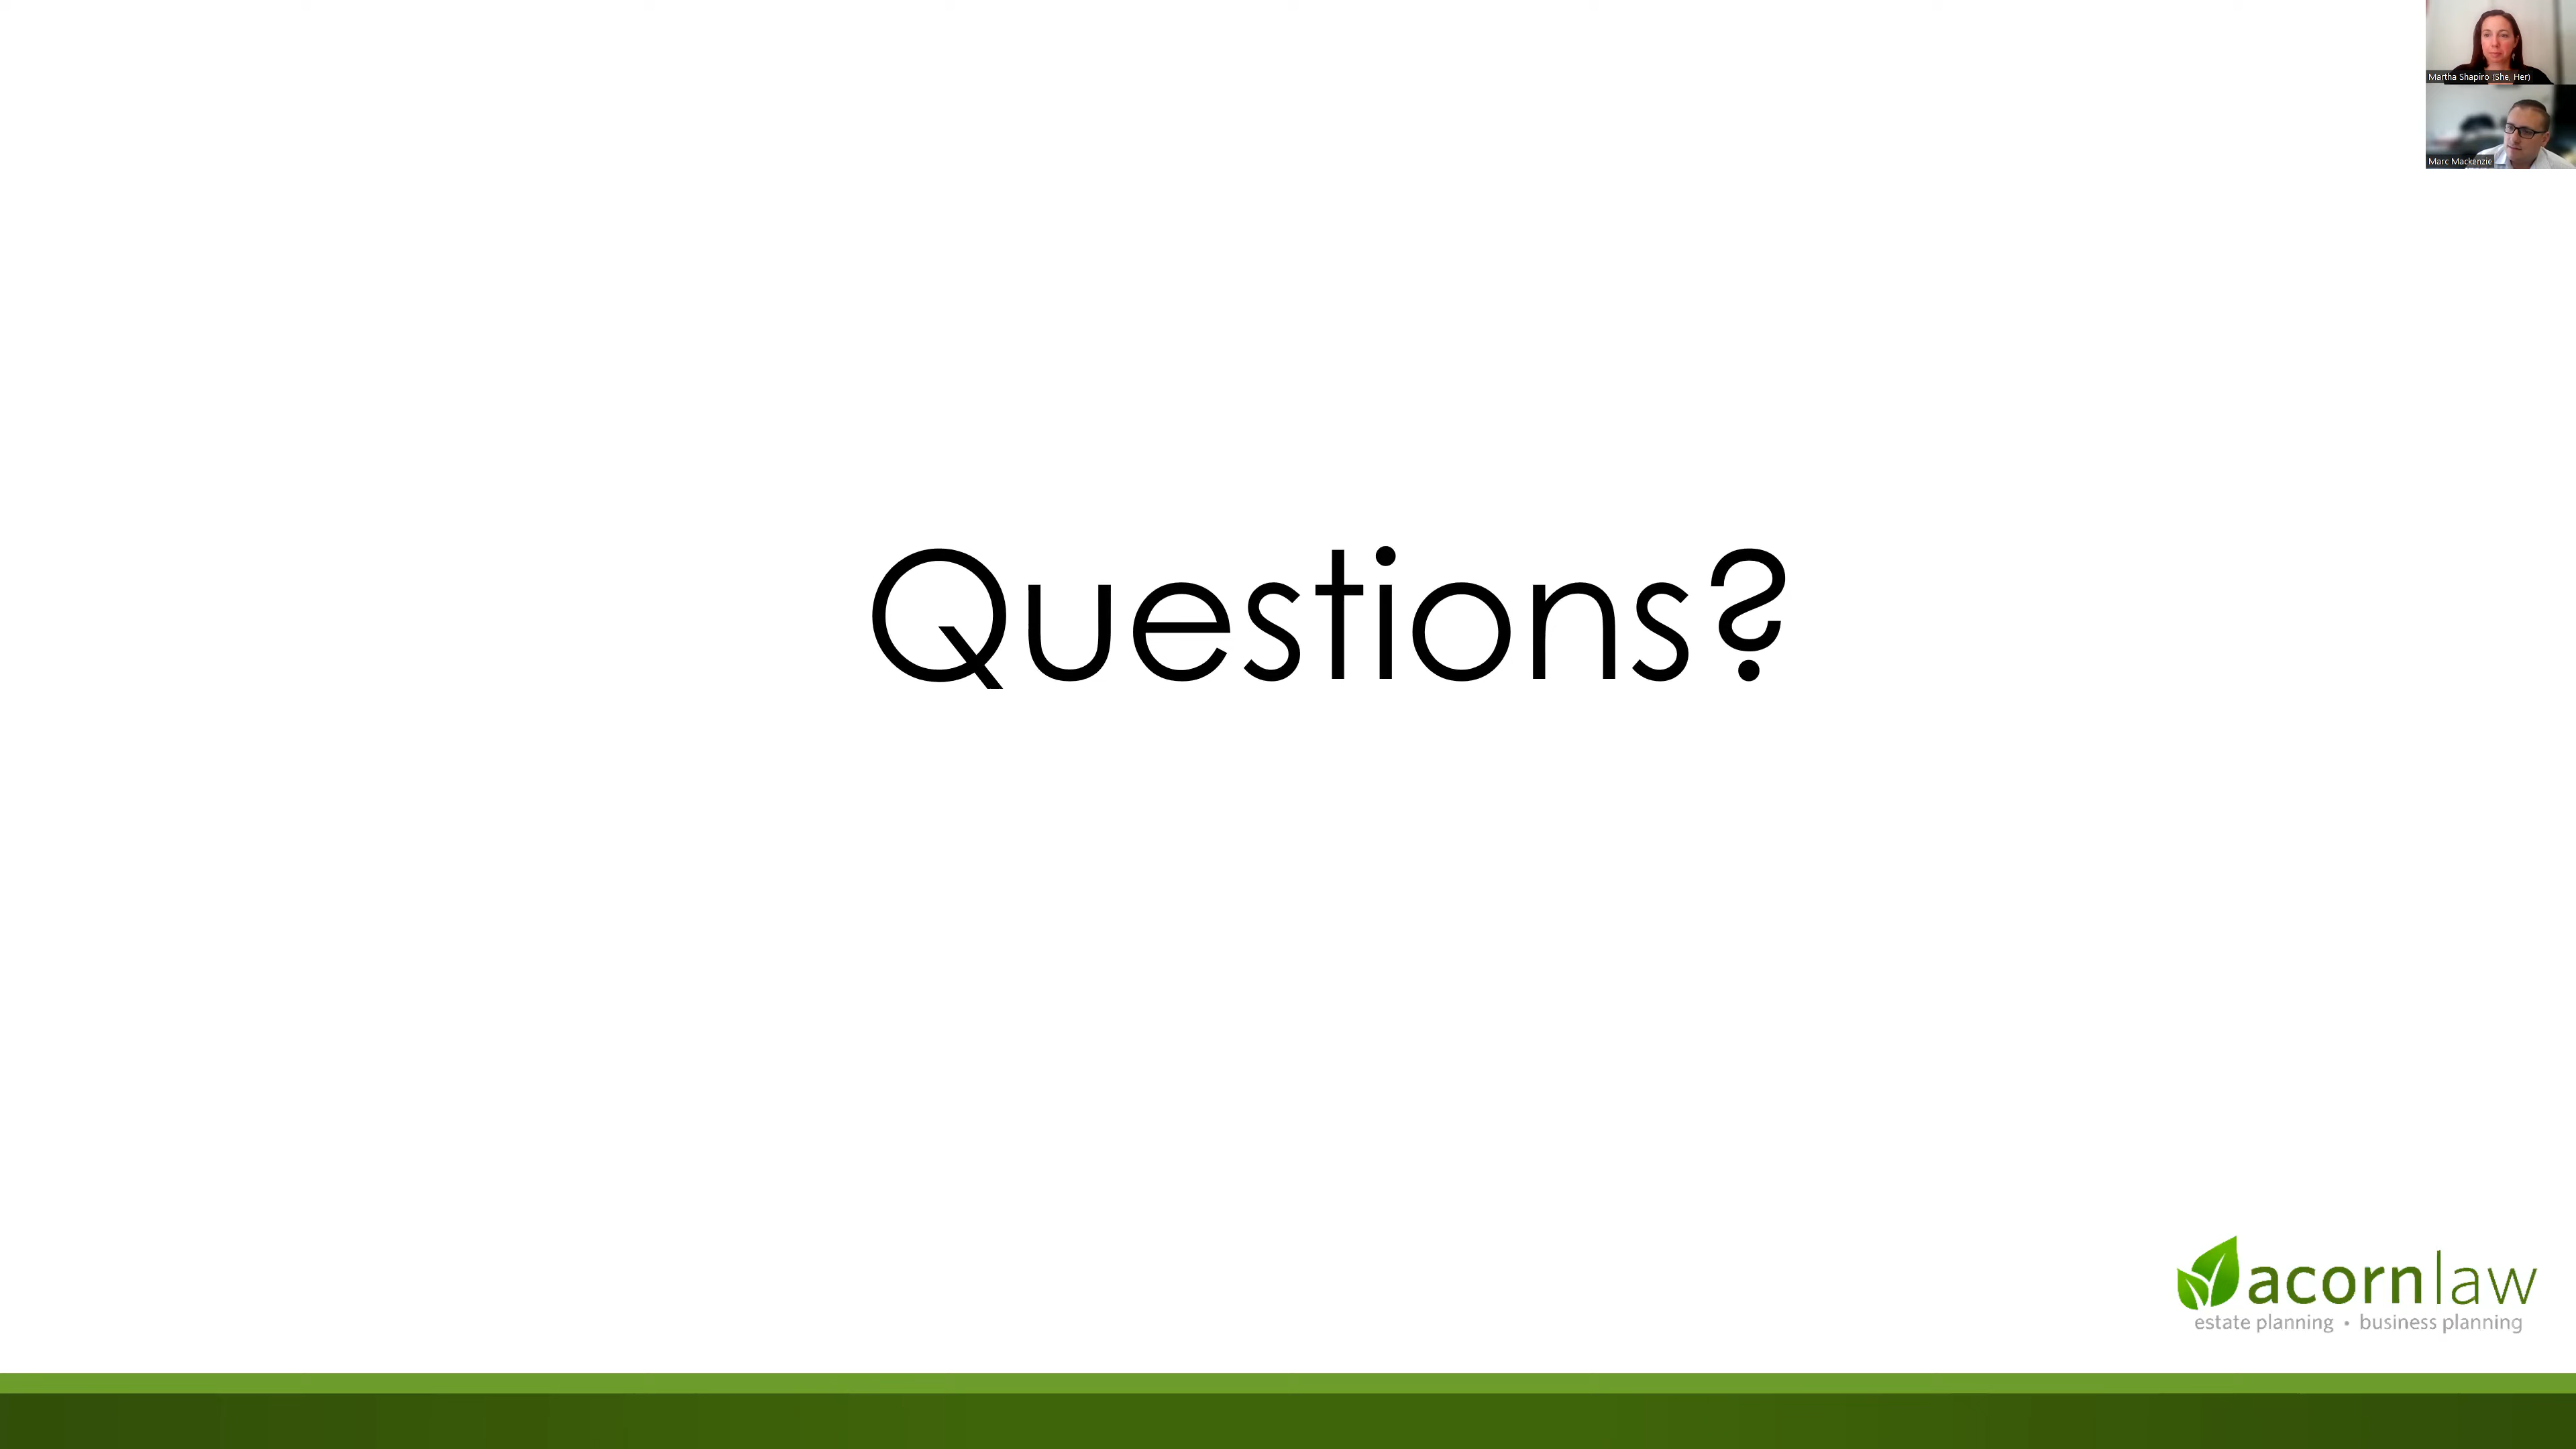 Martha Shapiro (She, Her)
Marc Mackenzie
Questions?
acornlaw
estate planning • business planning